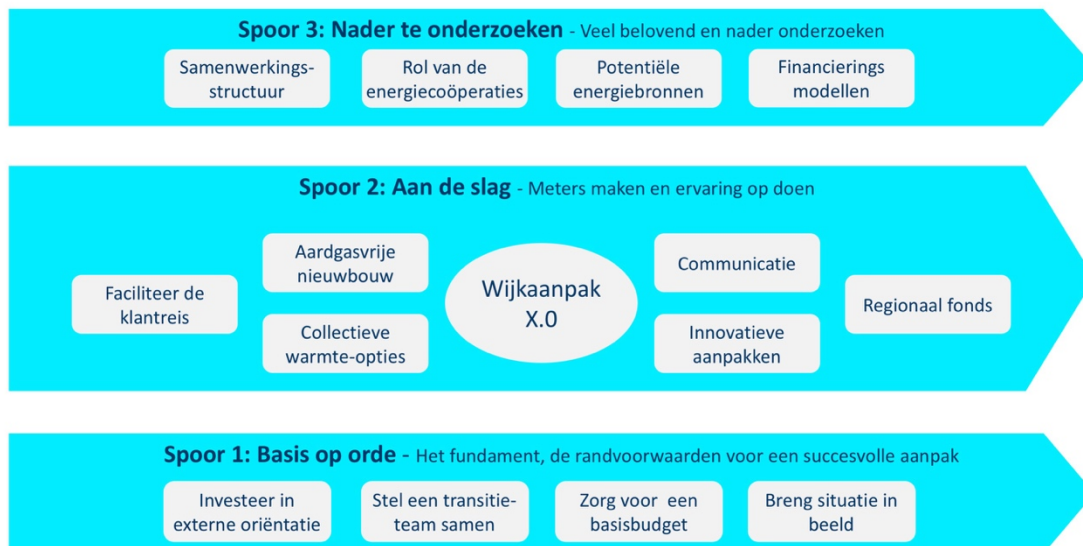 Spoor 3: Nader te onderzoeken - Veel belovend en nader onderzoeken
Samenwerkings-
structuur
Rol van de
energiecoöperaties
Potentiële
energiebronnen
Financierings
modellen
Spoor 2: Aan de slag - Meters maken en ervaring op doen
Faciliteer de
klantreis
Aardgasvrije
nieuwbouw
Collectieve
warmte-opties
Wijkaanpak
X.0
Communicatie
Innovatieve
aanpakken
Regionaal fonds
Spoor 1: Basis op orde - Het fundament, de randvoorwaarden voor een succesvolle aanpak
Investeer in
externe oriëntatie
Stel een transitie-
team samen
Zorg voor een
basisbudget
Breng situatie in
beeld